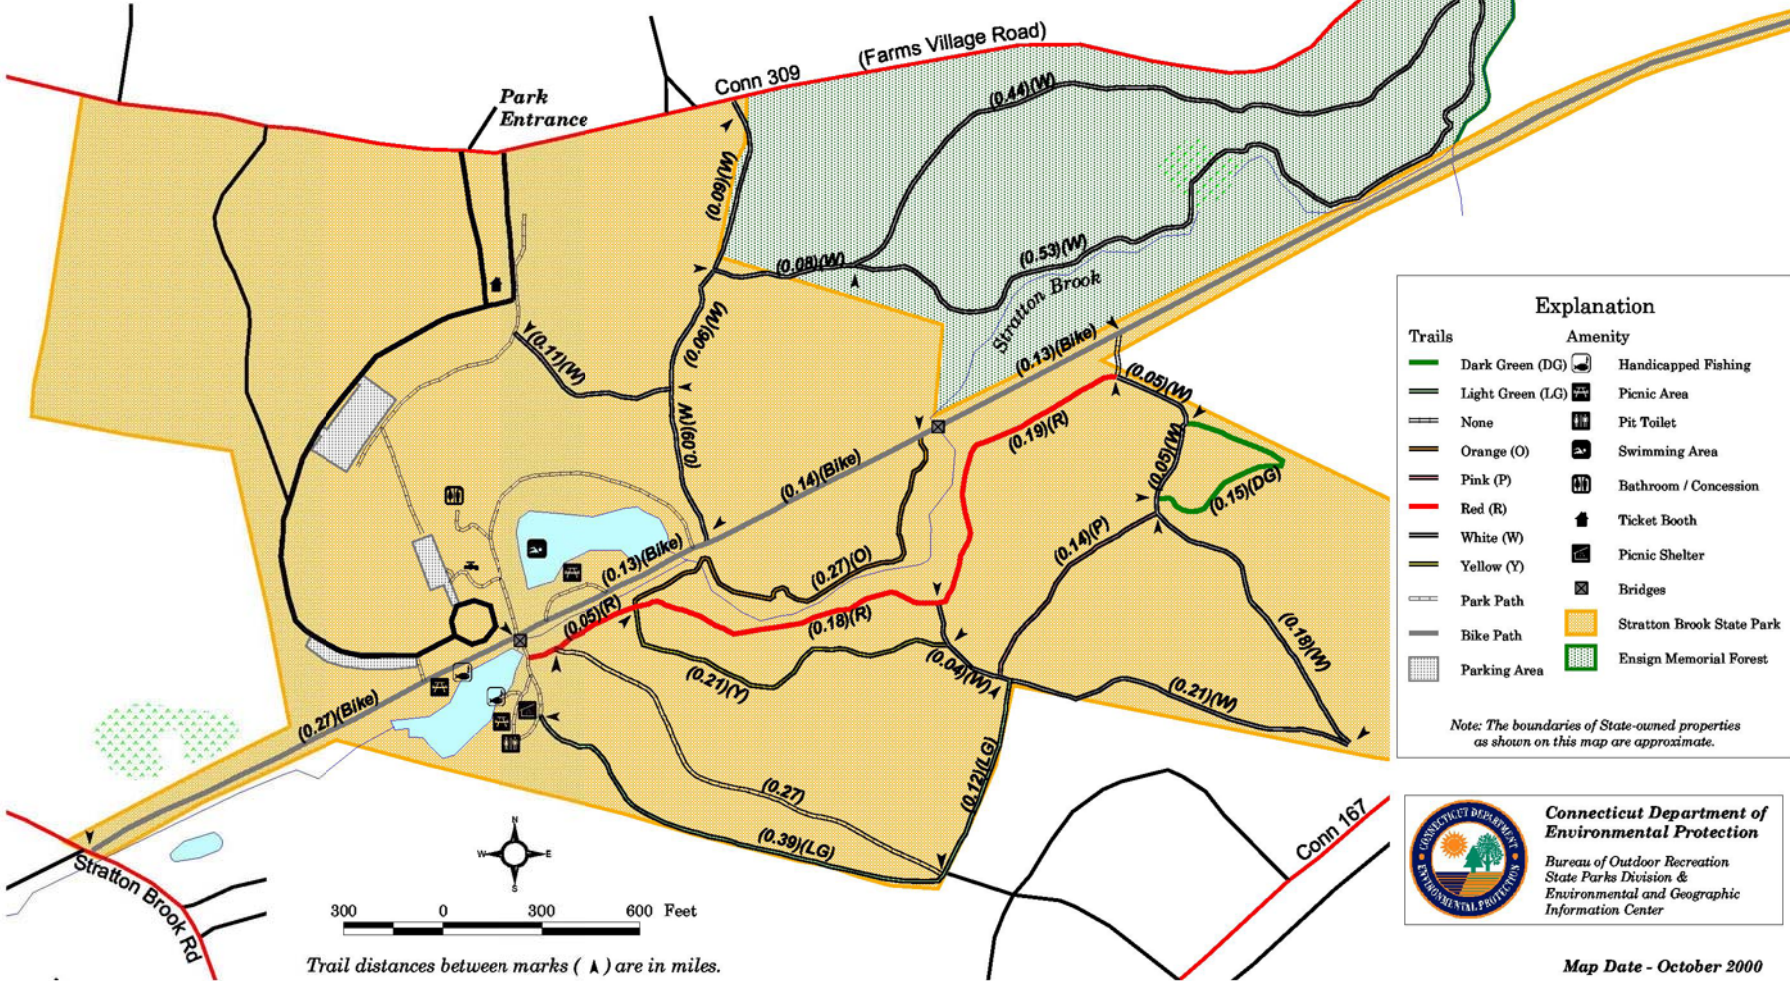 (Farms Village Road)
Conn 309
Park
Entrance
(0.44)(W)
(0.09)(W)
(0.08)(W)
(0.53)(W)
Stratton Brook
(0.11)(W)
(0.06)(W)
(0.09)(W)
(0.13)(Bike)
(0.05)(W)
(0.19)(R)
(0.05)(W)
(0.15)(DG)
(0.14)(Bike)
(0.14)(P)
(0.13)(Bike)
(0.27)(O)
(0.05)(R)
(0.18)(R)
(0.18)(W)
(0.21)(Y)
(0.04)(W)
(0.21)(W)
(0.27)(Bike)
(0.27)
(0.12)(LG)
(0.39)(LG)
Stratton Brook Rd
Conn 167
N
W
E
S
300 0 300 600 Feet
Trail distances between marks ( ) are in miles.
Explanation
Trails Amenity
Dark Green (DG) Handicapped Fishing
Light Green (LG) Picnic Area
None Pit Toilet
Orange (O) Swimming Area
Pink (P) Bathroom / Concession
Red (R) Ticket Booth
White (W) Picnic Shelter
Yellow (Y) Bridges
Park Path Stratton Brook State Park
Bike Path Ensign Memorial Forest
Parking Area
Note: The boundaries of State-owned properties
as shown on this map are approximate.
CONNECTICUT DEPARTMENT
ENVIRONMENTAL PROTECTION
Connecticut Department of
Environmental Protection
Bureau of Outdoor Recreation
State Parks Division &
Environmental and Geographic
Information Center
Map Date - October 2000